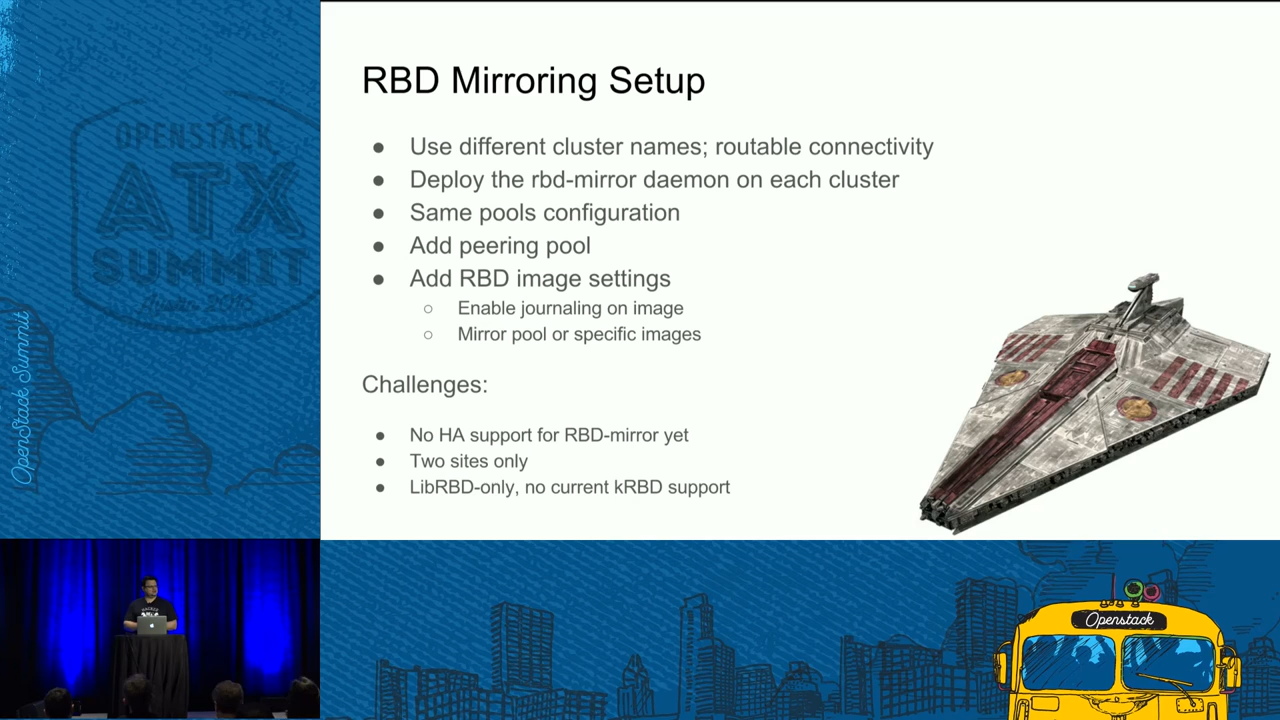 RBD Mirroring Setup
● Use different cluster names; routable connectivity
● Deploy the rbd-mirror daemon on each cluster
● Same pools configuration
● Add peering pool
● Add RBD image settings
○ Enable journaling on image
○ Mirror pool or specific images
Challenges:
● No HA support for RBD-mirror yet
● Two sites only
● LibRBD-only, no current kRBD support
OPENSTACK
ATX
SUMMIT
Austin 2016
OpenStack Summit
Openstack